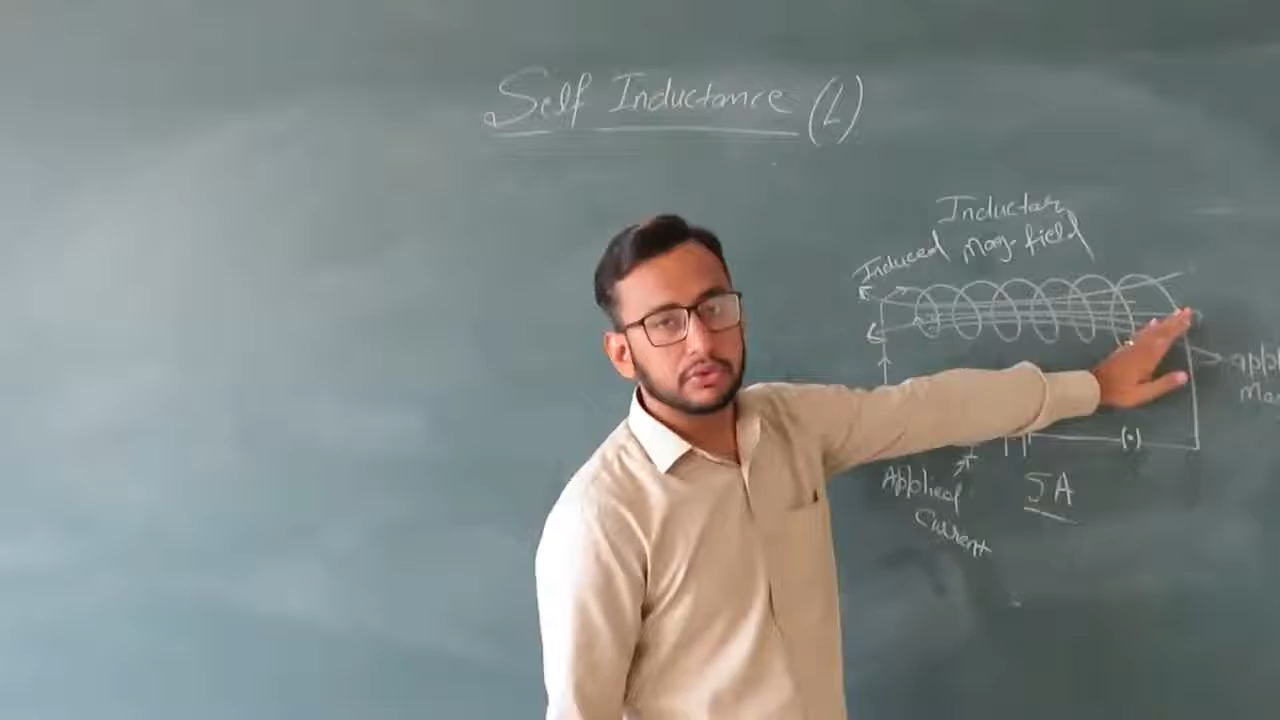 Self Inductance (L)
Inductor
Induced Mag. field
Applied
Current
5A